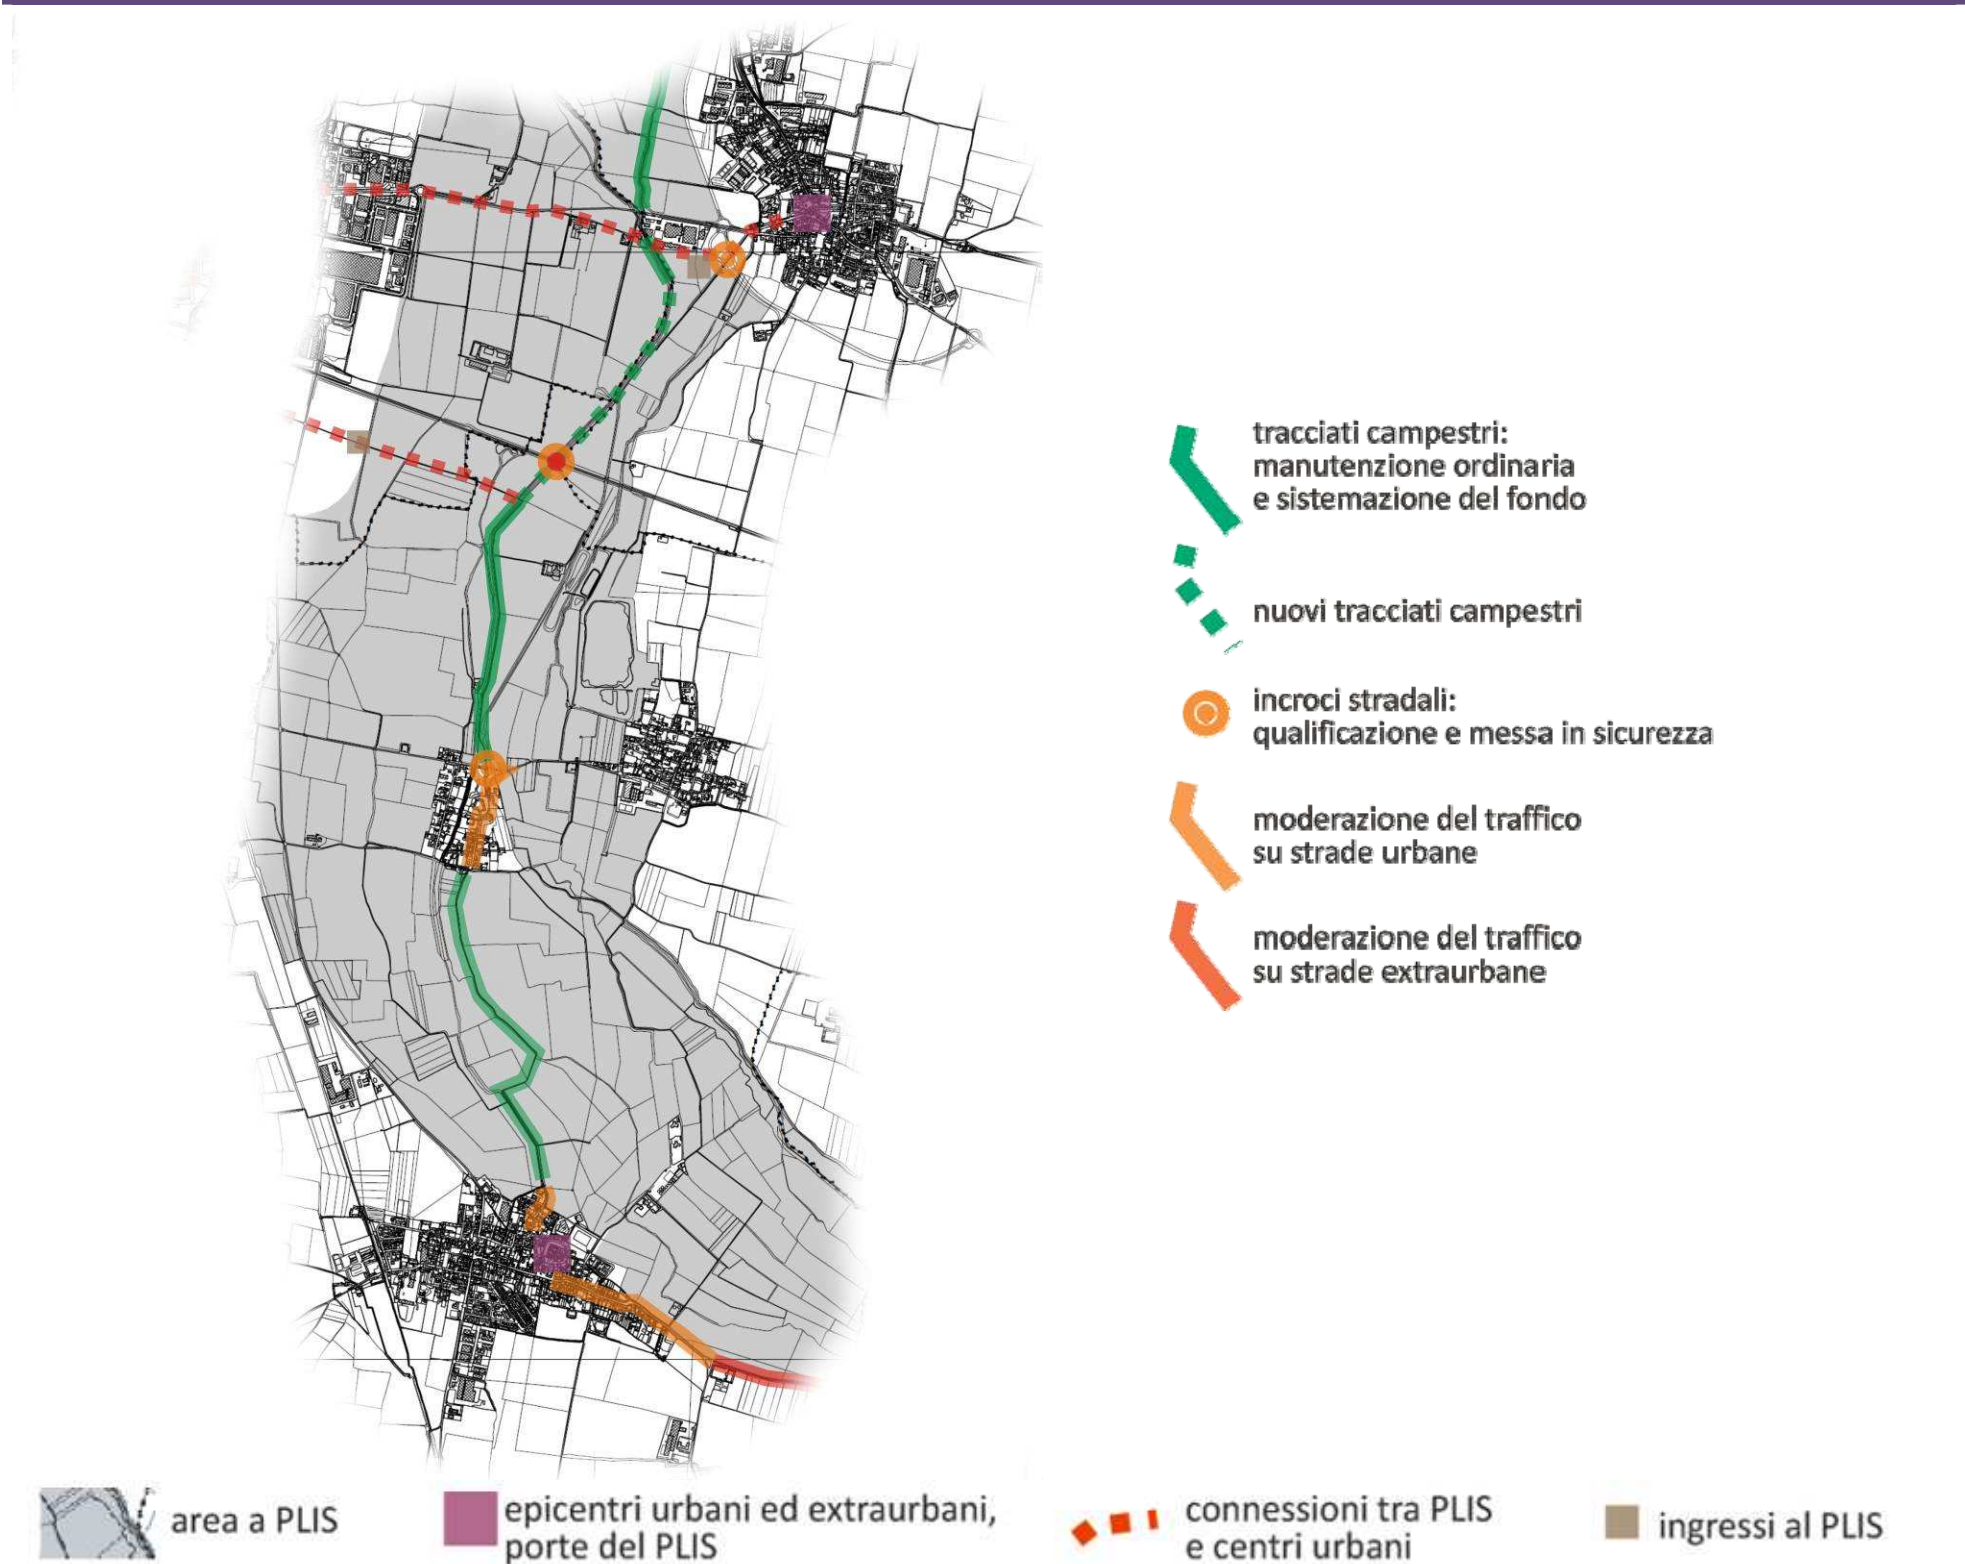 tracciati campestri:
manutenzione ordinaria
e sistemazione del fondo
nuovi tracciati campestri
incroci stradali:
qualificazione e messa in sicurezza
moderazione del traffico
su strade urbane
moderazione del traffico
su strade extraurbane
area a PLIS
epicentri urbani ed extraurbani,
porte del PLIS
connessioni tra PLIS
e centri urbani
ingressi al PLIS